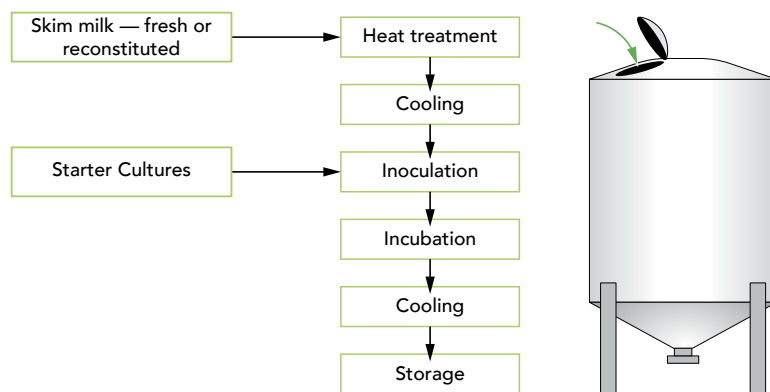 Skim milk — fresh or
reconstituted
Heat treatment
Cooling
Starter Cultures
Inoculation
Incubation
Cooling
Storage